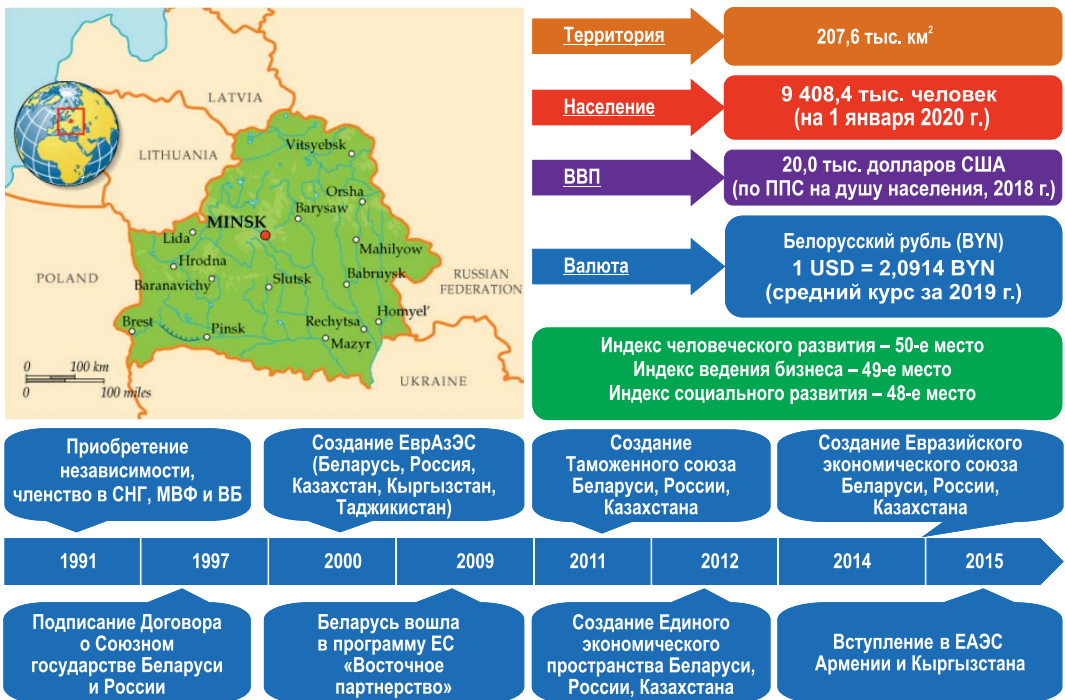 LATVIA
LITHUANIA
POLAND
RUSSIAN
FEDERATION
UKRAINE
Vitsyebsk
Orsha
Barysaw
MINSK
Lida
Mahilyow
Hrodna
Baranavichy
Slutsk
Babruysk
Brest
Pinsk
Rechytsa
Homyel'
Mazyr
0 100 km
0 100 miles
Территория
207,6 тыс. км²
Население
9 408,4 тыс. человек
(на 1 января 2020 г.)
ВВП
20,0 тыс. долларов США
(по ППС на душу населения, 2018 г.)
Валюта
Белорусский рубль (BYN)
1 USD = 2,0914 BYN
(средний курс за 2019 г.)
Индекс человеческого развития – 50-е место
Индекс ведения бизнеса – 49-е место
Индекс социального развития – 48-е место
Приобретение
независимости,
членство в СНГ, МВФ и ВБ
Создание ЕврАзЭС
(Беларусь, Россия,
Казахстан, Кыргызстан,
Таджикистан)
Создание
Таможенного союза
Беларуси, России,
Казахстана
Создание Евразийского
экономического союза
Беларуси, России,
Казахстана
1991 1997 2000 2009 2011 2012 2014 2015
Подписание Договора
о Союзном
государстве Беларуси
и России
Беларусь вошла
в программу ЕС
«Восточное
партнерство»
Создание Единого
экономического
пространства Беларуси,
России, Казахстана
Вступление в ЕАЭС
Армении и Кыргызстана